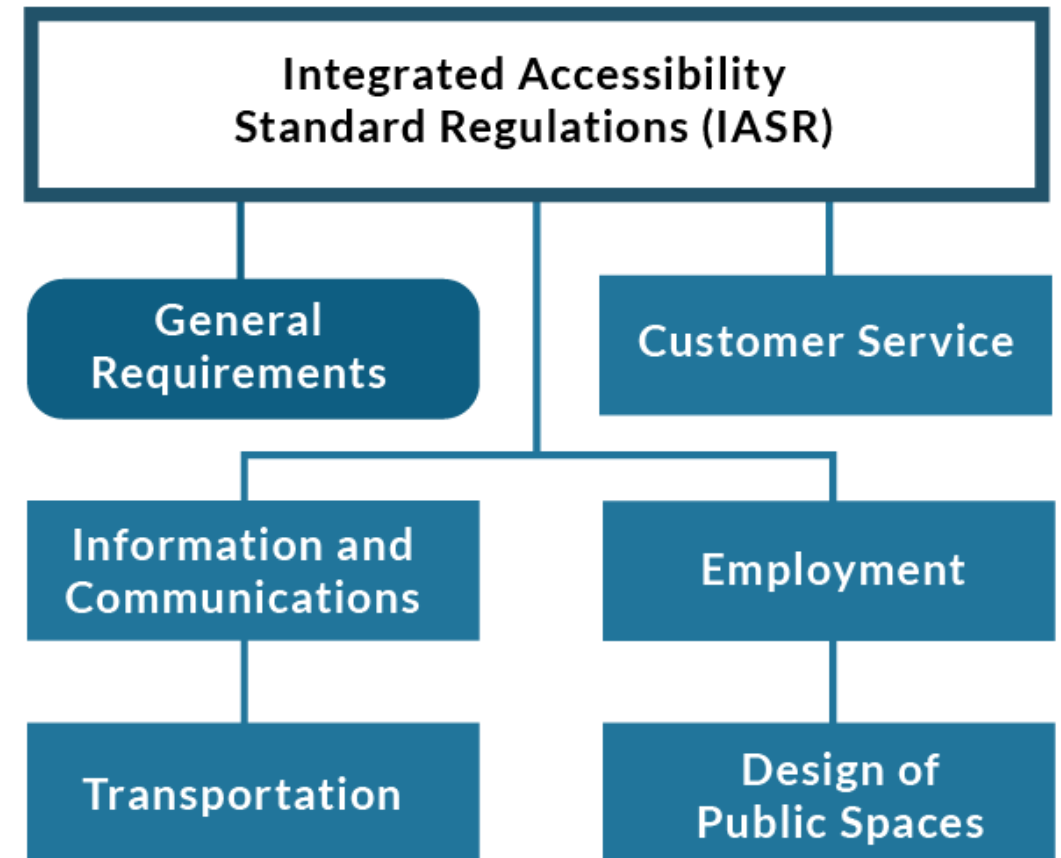 Integrated Accessibility
Standard Regulations (IASR)
General
Requirements
Customer Service
Information and
Communications
Employment
Transportation
Design of
Public Spaces